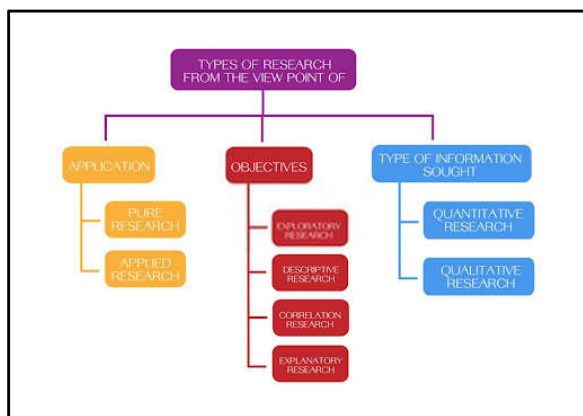 TYPES OF RESEARCH
FROM THE VIEW POINT OF
APPLICATION
PURE
RESEARCH
APPLIED
RESEARCH
OBJECTIVES
EXPLORATORY
RESEARCH
DESCRIPTIVE
RESEARCH
CORRELATION
RESEARCH
EXPLANATORY
RESEARCH
TYPE OF INFORMATION
SOUGHT
QUANTITATIVE
RESEARCH
QUALITATIVE
RESEARCH